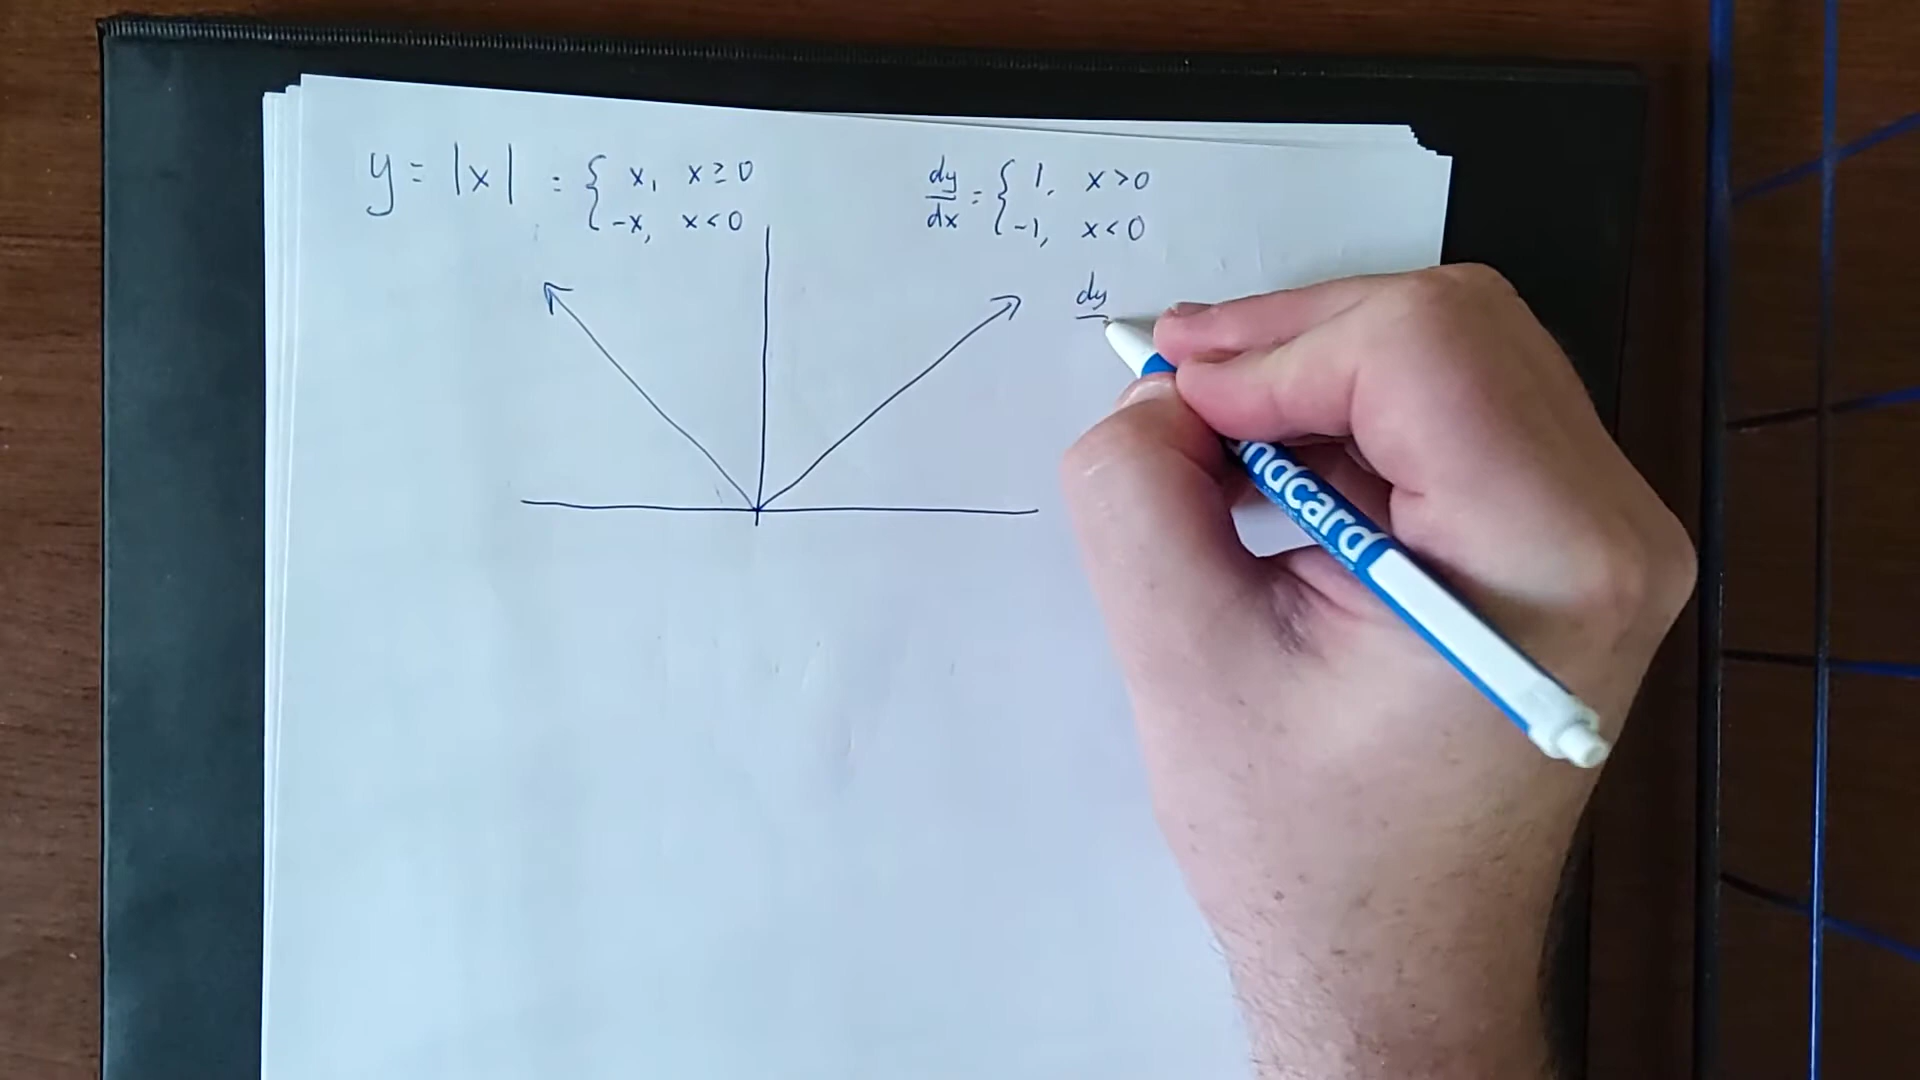 y = |x| = { x, x ≥ 0
-x, x < 0
dy/dx = { 1, x > 0
-1, x < 0
dy
ndcard